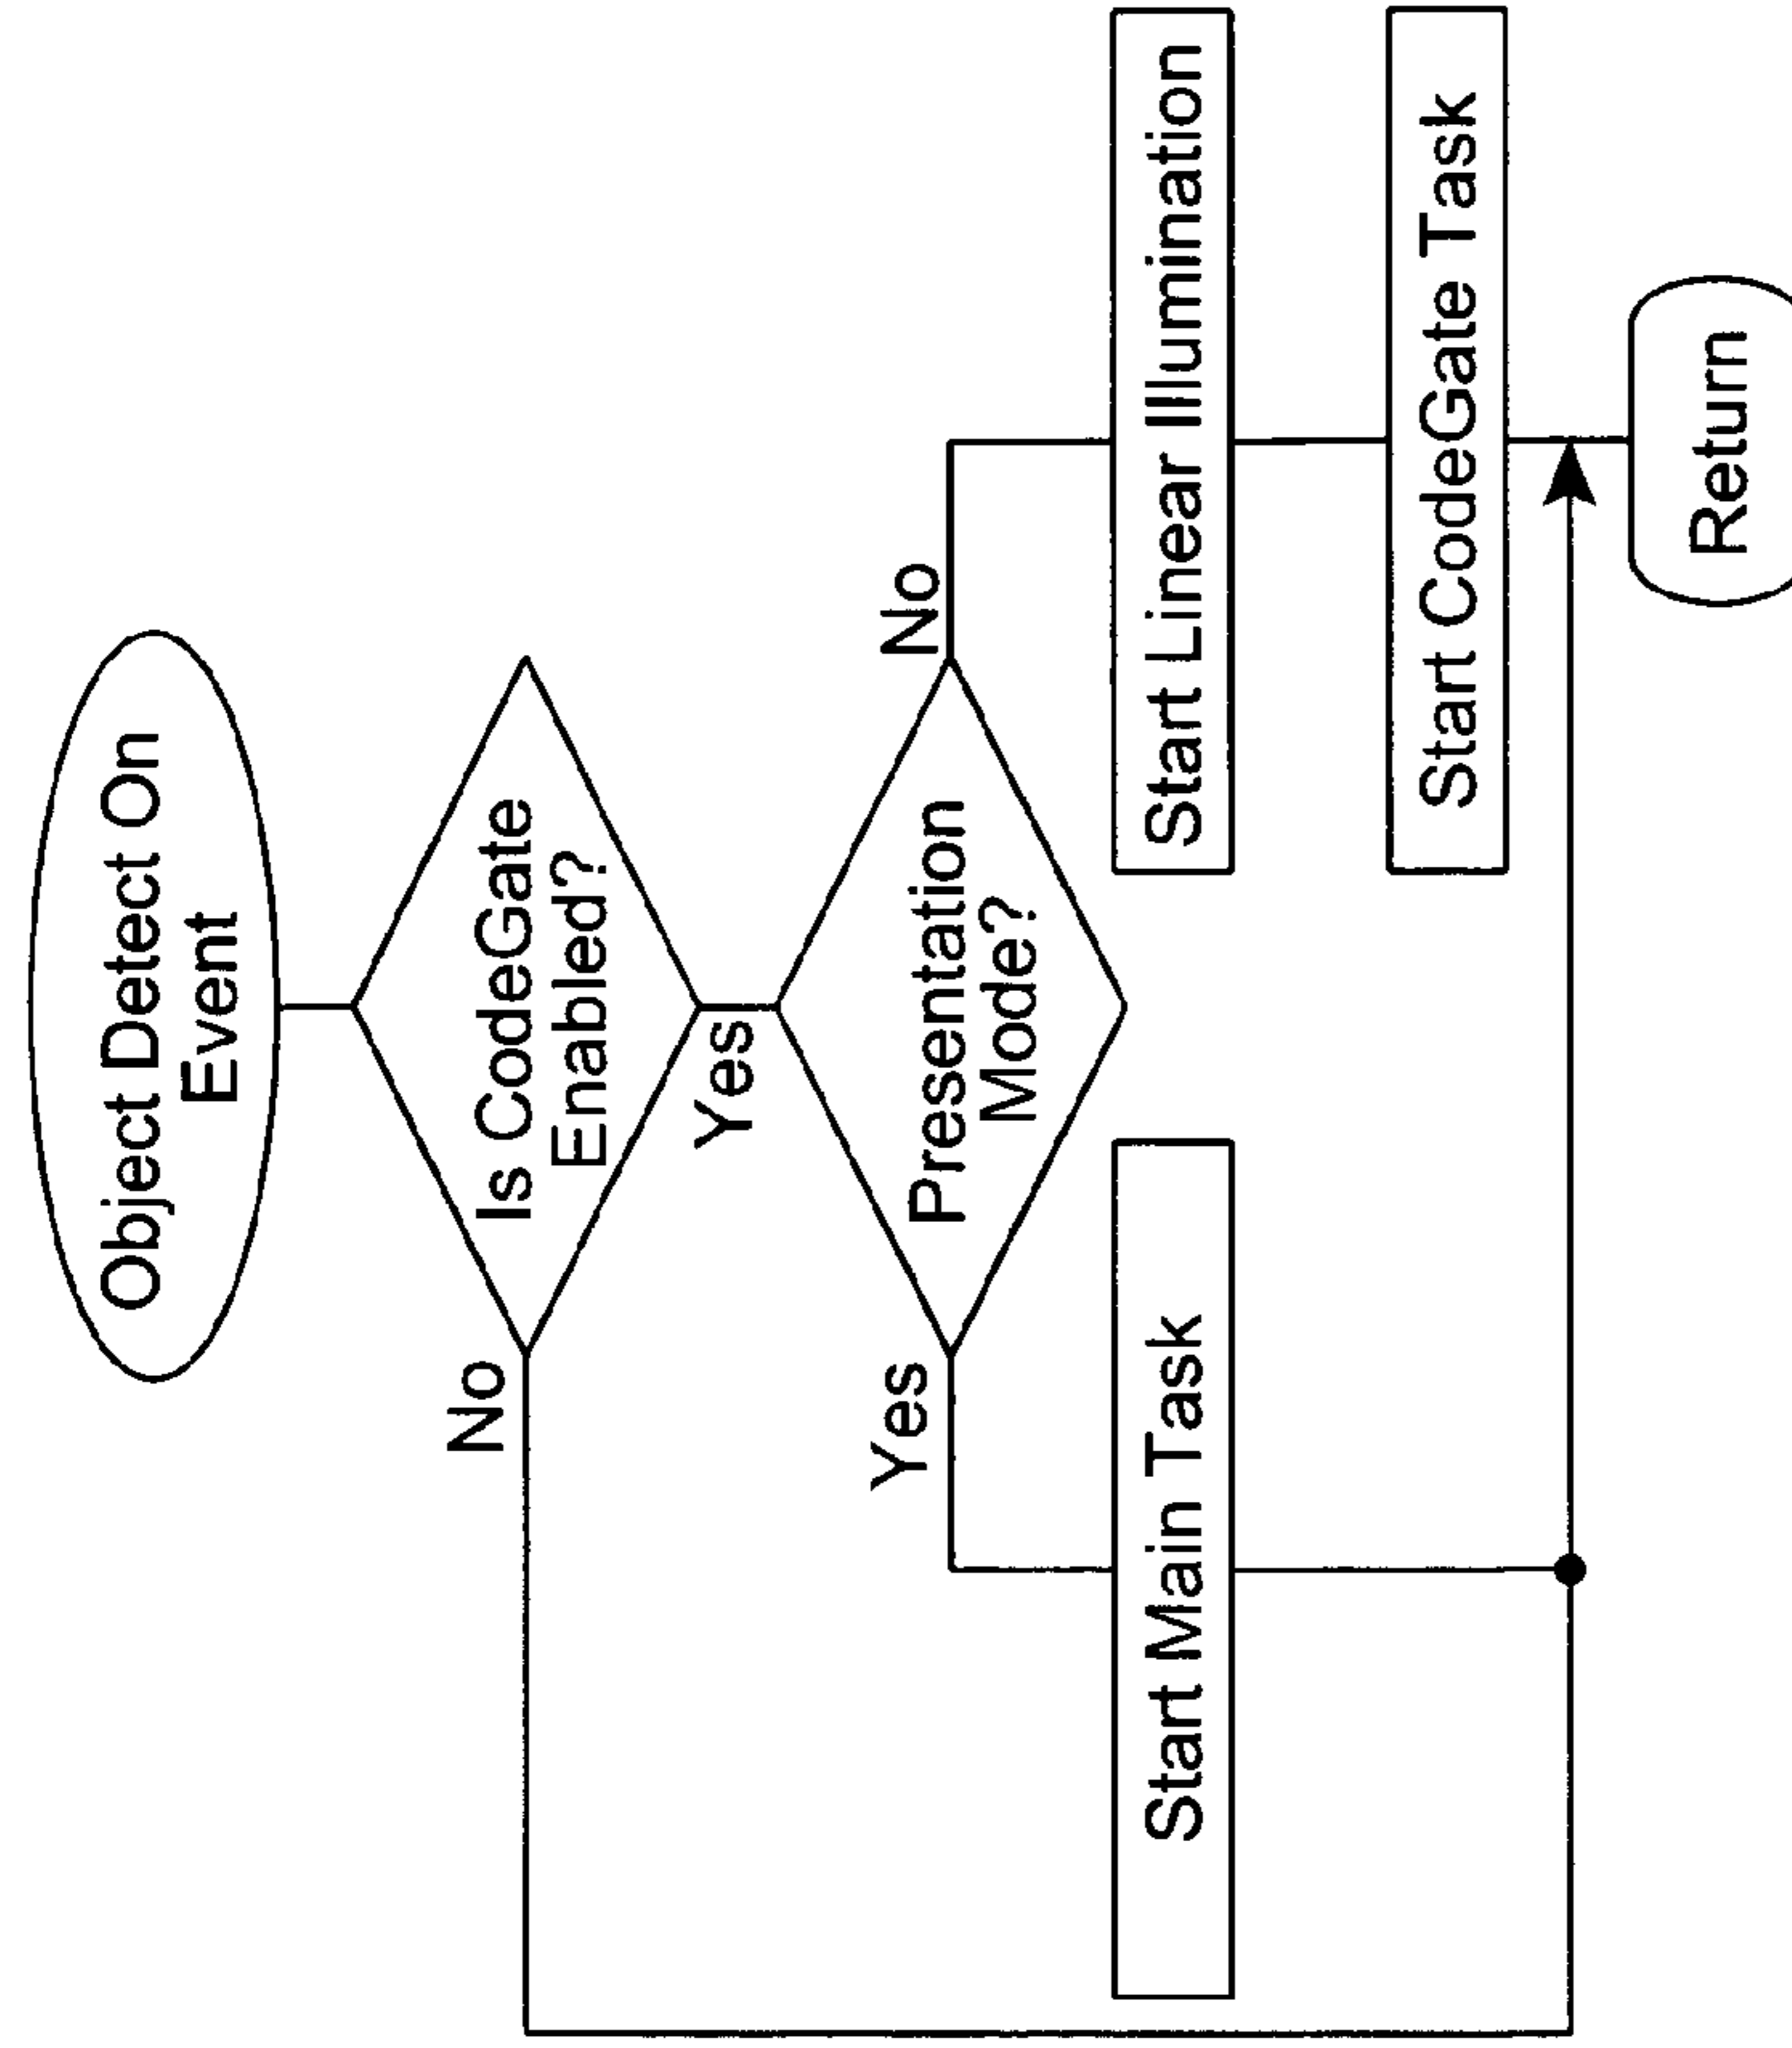 Object Detect On
Event
Is CodeGate
Enabled?
No
Yes
Presentation
Mode?
Yes
No
Start Main Task
Start Linear Illumination
Start CodeGate Task
Return